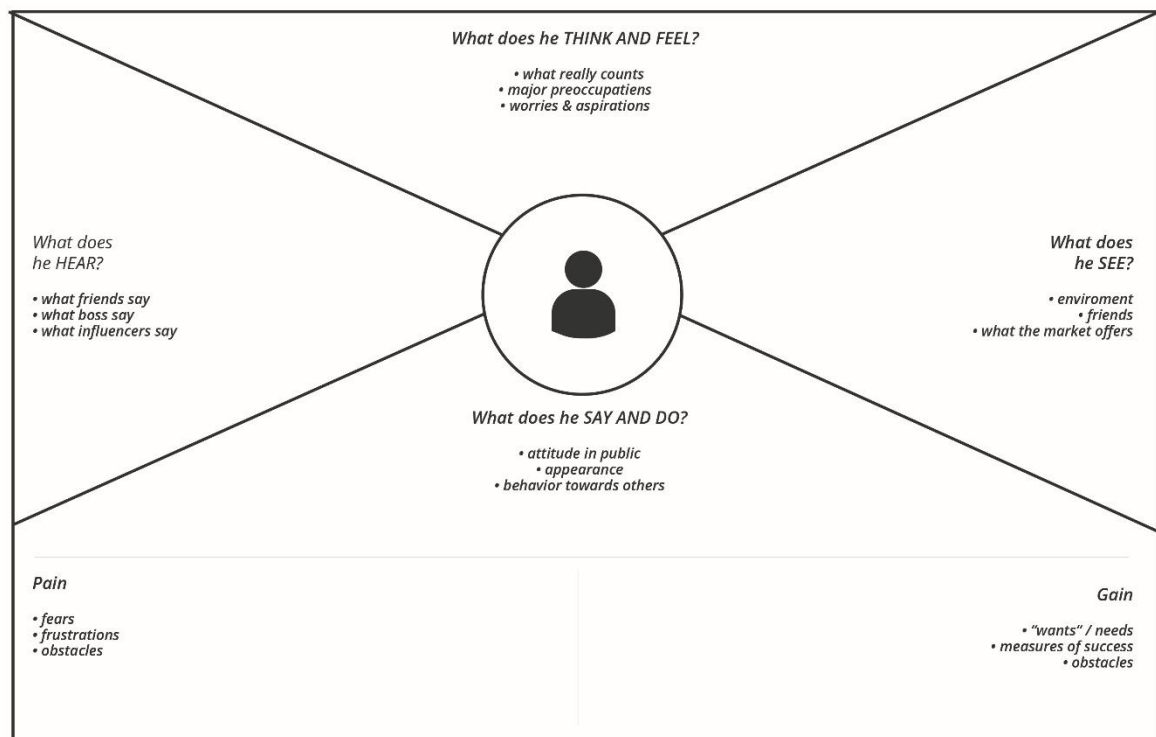 What does he THINK AND FEEL?
• what really counts
• major preoccupatiens
• worries & aspirations
What does
he HEAR?
• what friends say
• what boss say
• what influencers say
What does
he SEE?
• enviroment
• friends
• what the market offers
What does he SAY AND DO?
• attitude in public
• appearance
• behavior towards others
Pain
• fears
• frustrations
• obstacles
Gain
• “wants” / needs
• measures of success
• obstacles